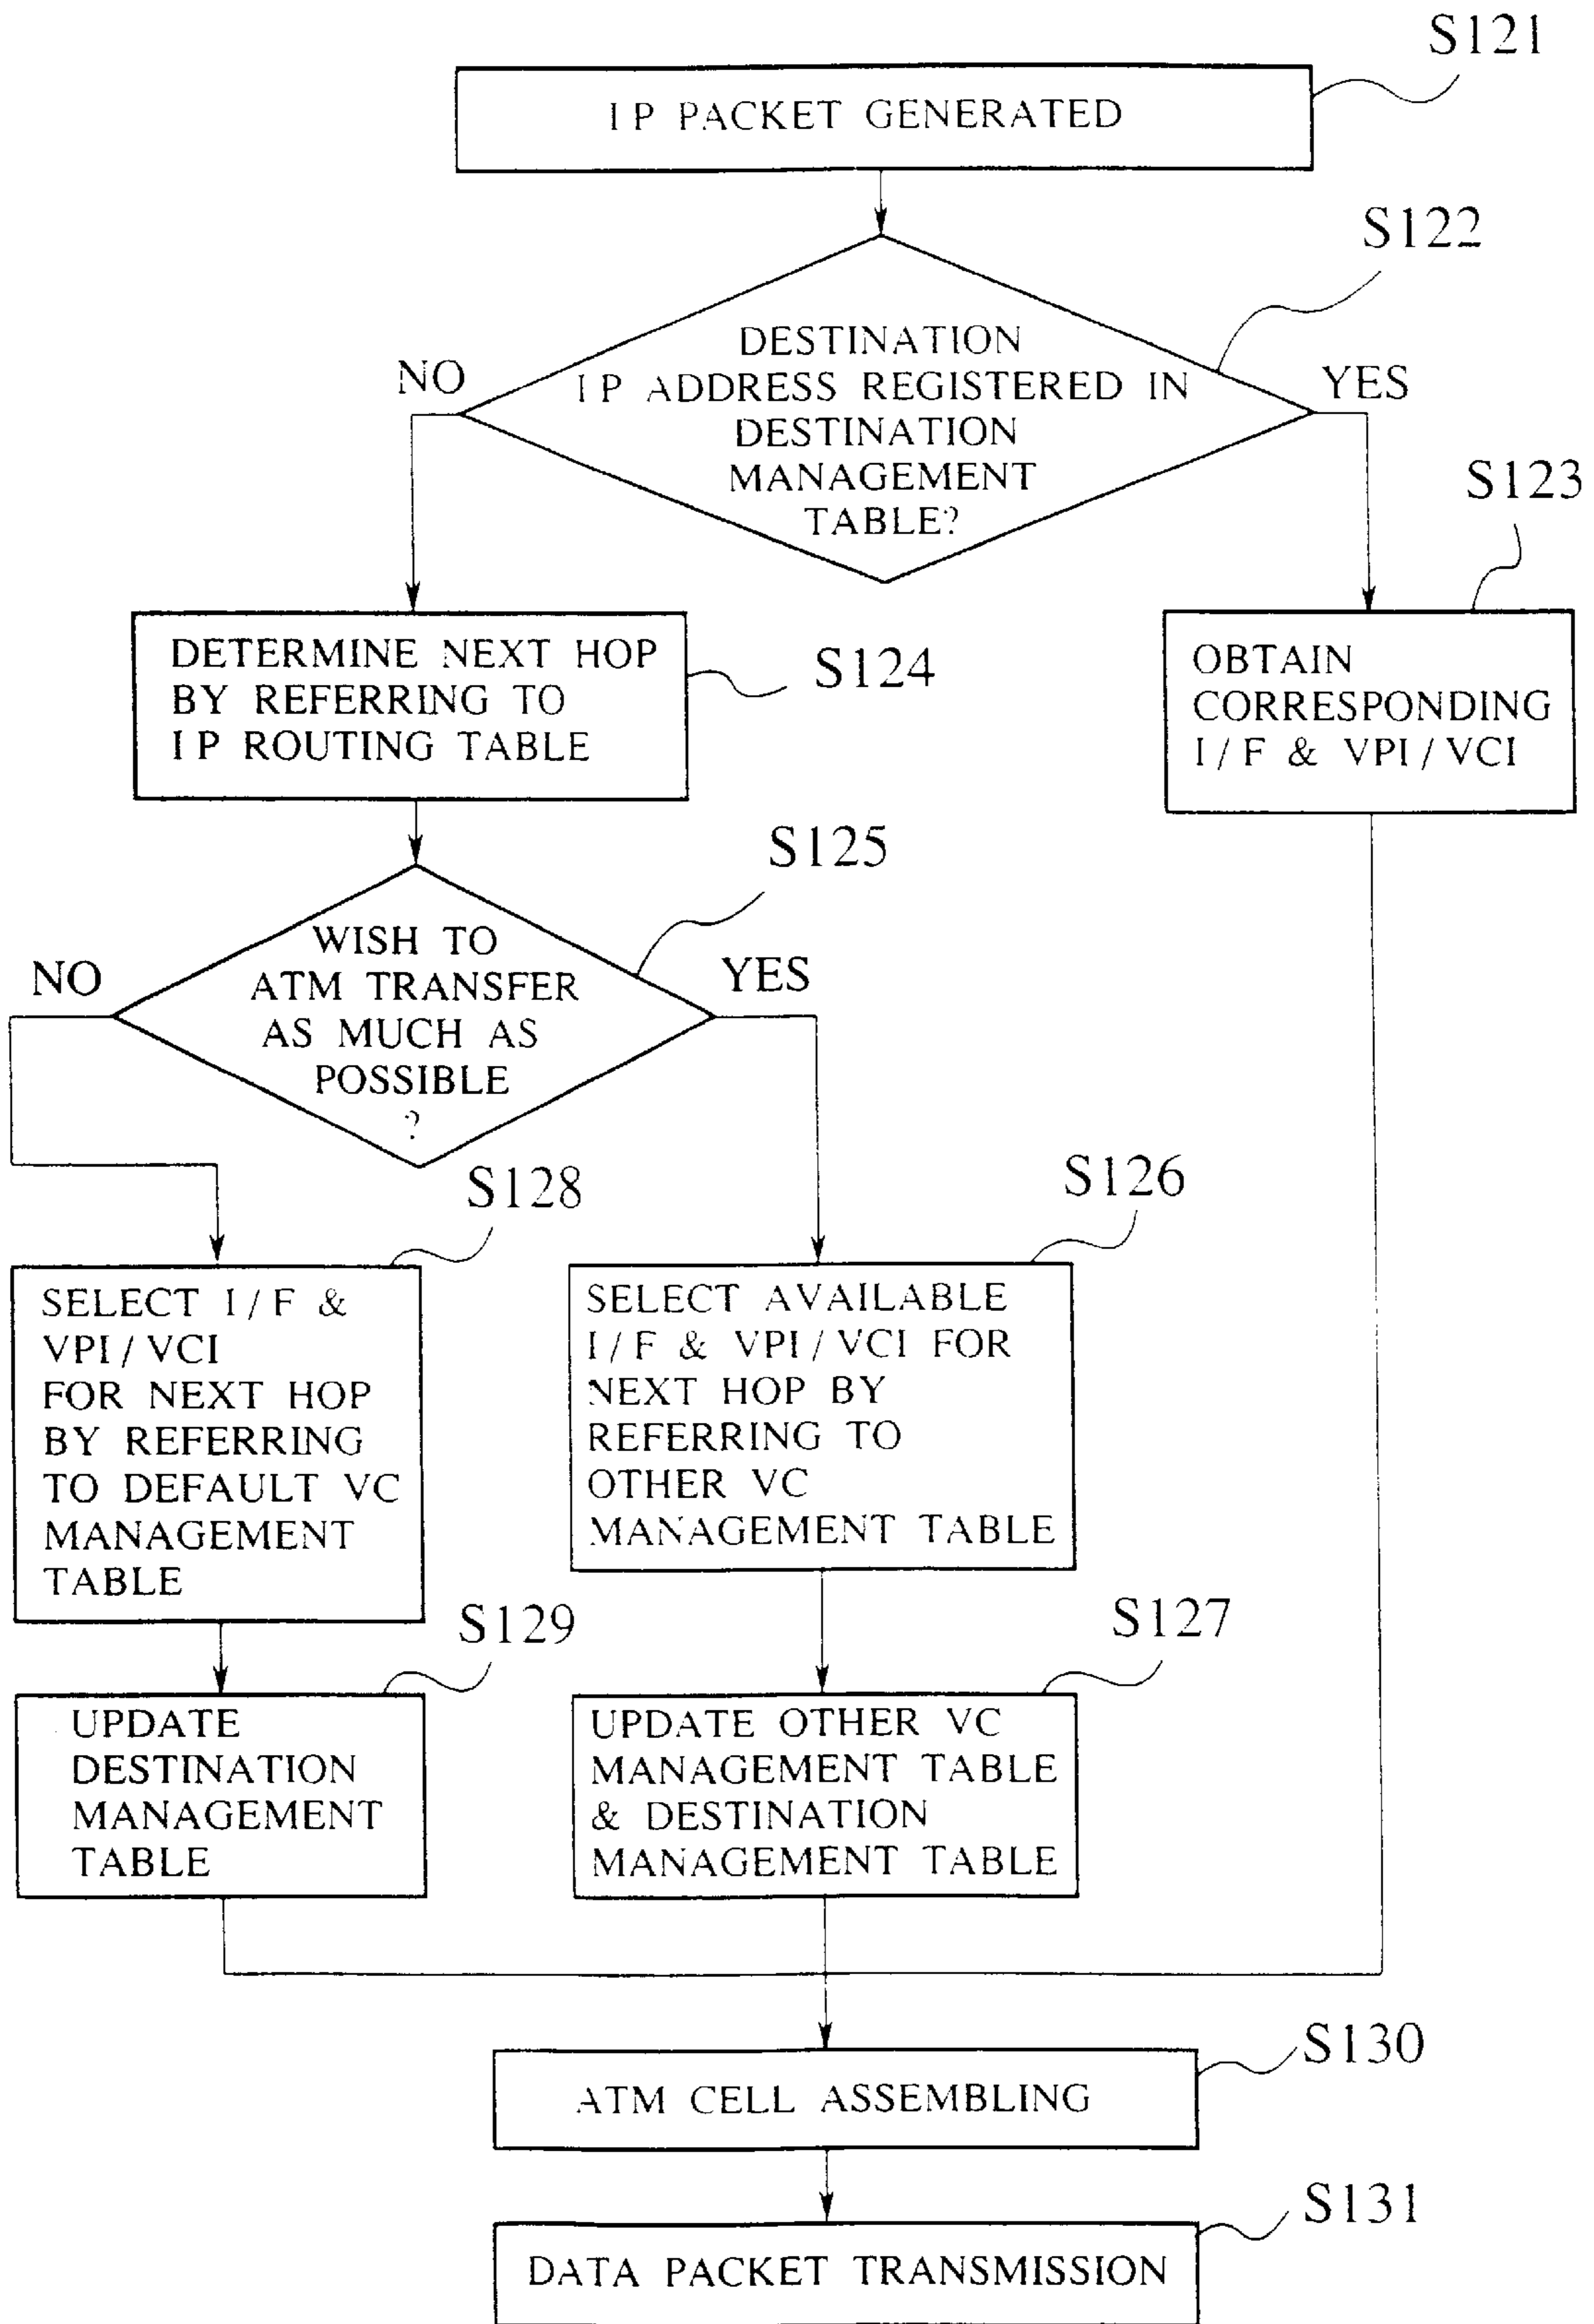 S121
IP PACKET GENERATED
S122
DESTINATION
IP ADDRESS REGISTERED IN
DESTINATION
MANAGEMENT
TABLE?
NO
YES
S123
OBTAIN
CORRESPONDING
I/F & VPI/VCI
S124
DETERMINE NEXT HOP
BY REFERRING TO
IP ROUTING TABLE
S125
WISH TO
ATM TRANSFER
AS MUCH AS
POSSIBLE
?
NO
YES
S128
SELECT I/F &
VPI/VCI
FOR NEXT HOP
BY REFERRING
TO DEFAULT VC
MANAGEMENT
TABLE
S126
SELECT AVAILABLE
I/F & VPI/VCI FOR
NEXT HOP BY
REFERRING TO
OTHER VC
MANAGEMENT TABLE
S129
UPDATE
DESTINATION
MANAGEMENT
TABLE
S127
UPDATE OTHER VC
MANAGEMENT TABLE
& DESTINATION
MANAGEMENT TABLE
S130
ATM CELL ASSEMBLING
S131
DATA PACKET TRANSMISSION